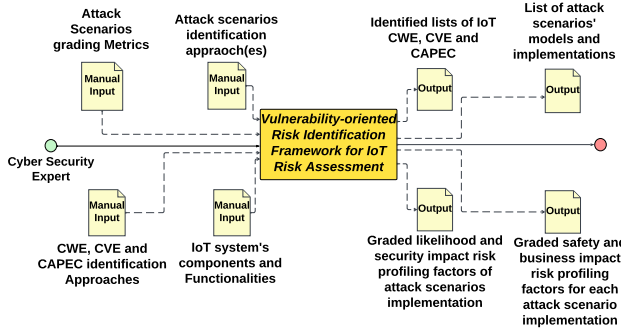 Attack
Scenarios
grading Metrics
Attack scenarios
identification
appraoch(es)
Identified lists of IoT
CWE, CVE and
CAPEC
List of attack
scenarios'
models and
implementations
Manual
Input
Manual
Input
Output
Output
Vulnerability-oriented
Risk Identification
Framework for IoT
Risk Assessment
Cyber Security
Expert
Manual
Input
Manual
Input
Output
Output
CWE, CVE and
CAPEC identification
Approaches
IoT system's
components and
Functionalities
Graded likelihood and
security impact risk
profiling factors of
attack scenarios
implementation
Graded safety and
business impact
risk profiling
factors for each
attack scenario
implementation